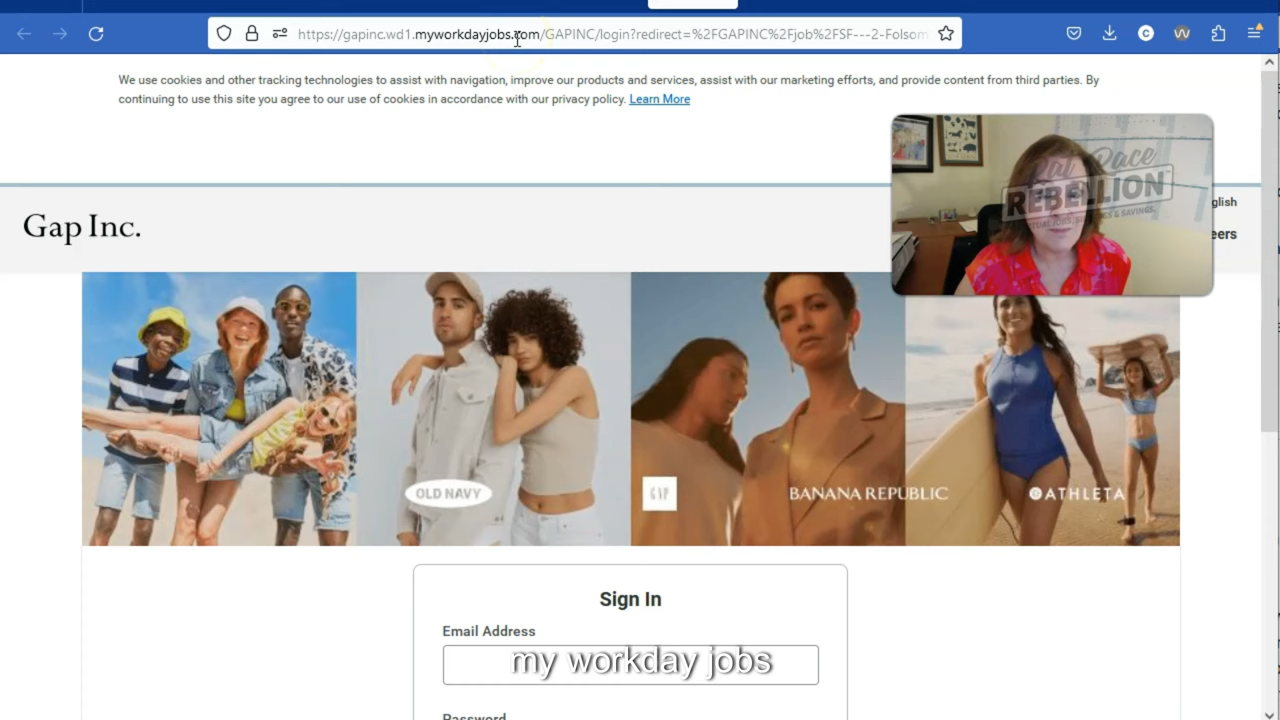 https://gapinc.wd1.myworkdayjobs.com/GAPINC/login?redirect=%2FGAPINC%2Fjob%2FSF---2-Folsom
We use cookies and other tracking technologies to assist with navigation, improve our products and services, assist with our marketing efforts, and provide content from third parties. By
continuing to use this site you agree to our use of cookies in accordance with our privacy policy. Learn More
Rat Race
REBELLION
& SAVINGS.
glish
Gap Inc.
eers
OLD NAVY
GAP
BANANA REPUBLIC
ATHLETA
Sign In
Email Address
my workday jobs
Password